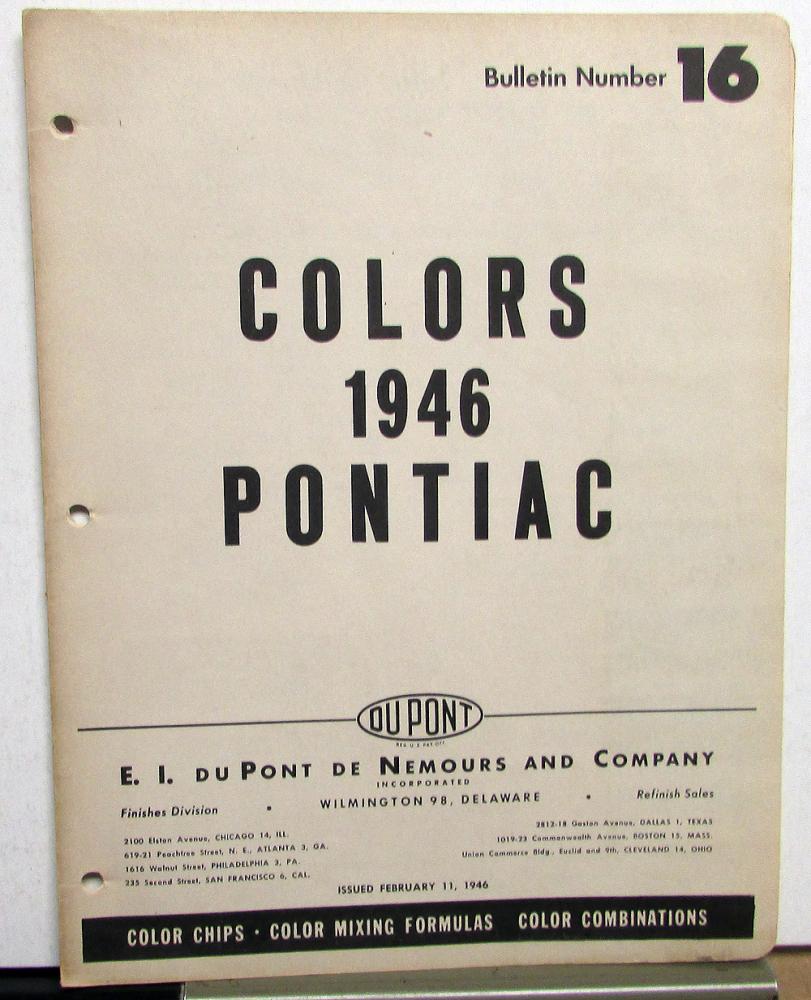 Bulletin Number 16
COLORS
1946
PONTIAC
DU PONT
REG. U.S. PAT. OFF.
E. I. DU PONT DE NEMOURS AND COMPANY
INCORPORATED
Finishes Division • WILMINGTON 98, DELAWARE • Refinish Sales
2100 Elston Avenue, CHICAGO 14, ILL.
619-21 Peachtree Street, N. E., ATLANTA 3, GA.
1616 Walnut Street, PHILADELPHIA 3, PA.
235 Second Street, SAN FRANCISCO 6, CAL.
2812-18 Gaston Avenue, DALLAS 1, TEXAS
1019-23 Commonwealth Avenue, BOSTON 15, MASS.
Union Commerce Bldg., Euclid and 9th, CLEVELAND 14, OHIO
ISSUED FEBRUARY 11, 1946
COLOR CHIPS · COLOR MIXING FORMULAS COLOR COMBINATIONS